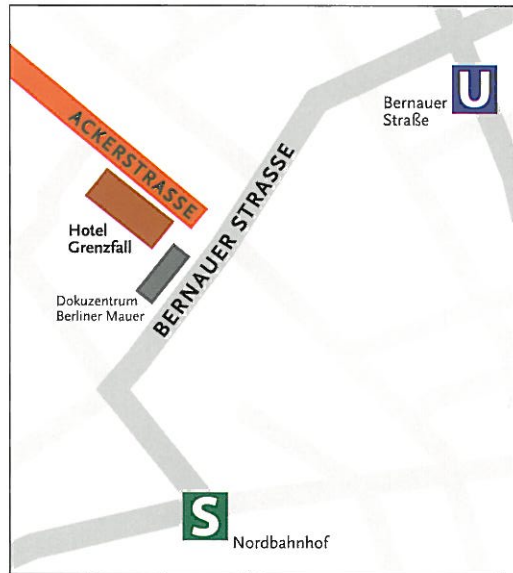 U
Bernauer
Straße
ACKERSTRASSE
BERNAUER STRASSE
Hotel
Grenzfall
Dokuzentrum
Berliner Mauer
S
Nordbahnhof